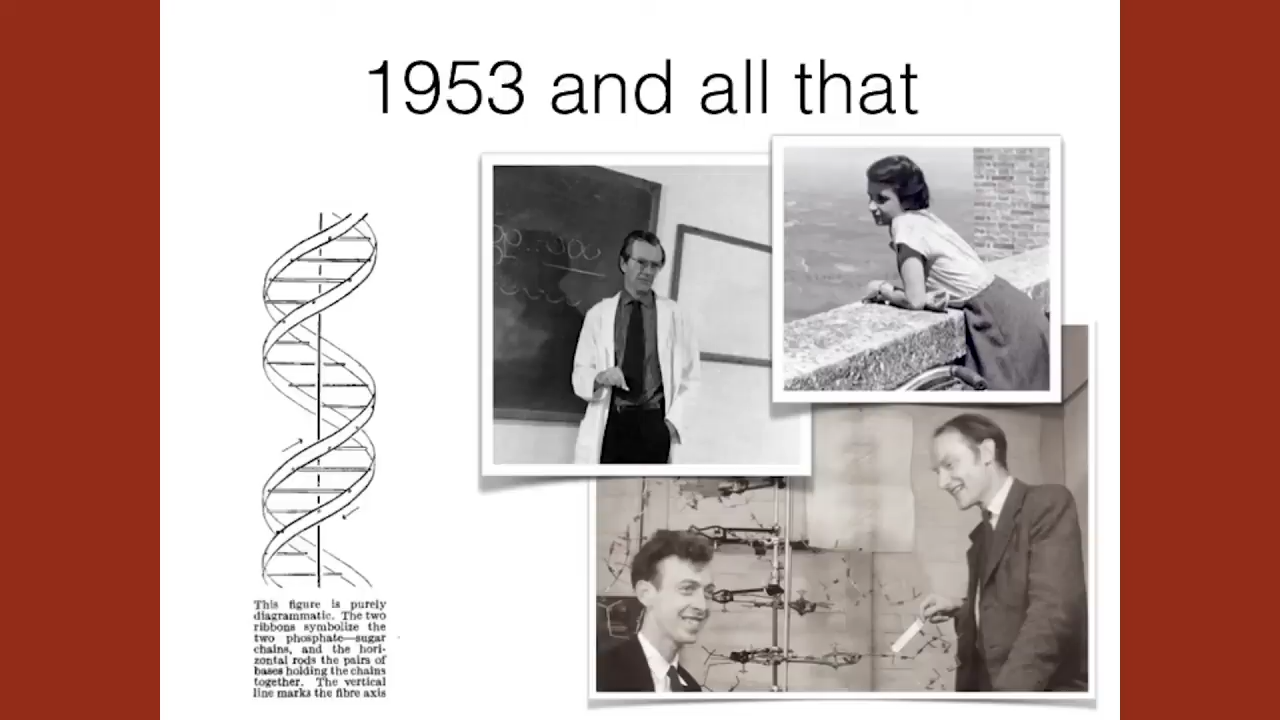 1953 and all that
This figure is purely
diagrammatic. The two
ribbons symbolize the
two phosphate—sugar
chains, and the hori-
zontal rods the pairs of
bases holding the chains
together. The vertical
line marks the fibre axis